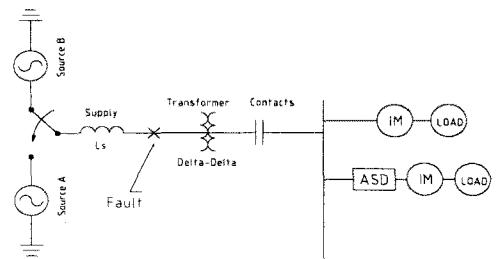 Source B
Supply
Ls
Transformer
Contacts
Delta-Delta
Fault
Source A
IM
LOAD
ASD
IM
LOAD